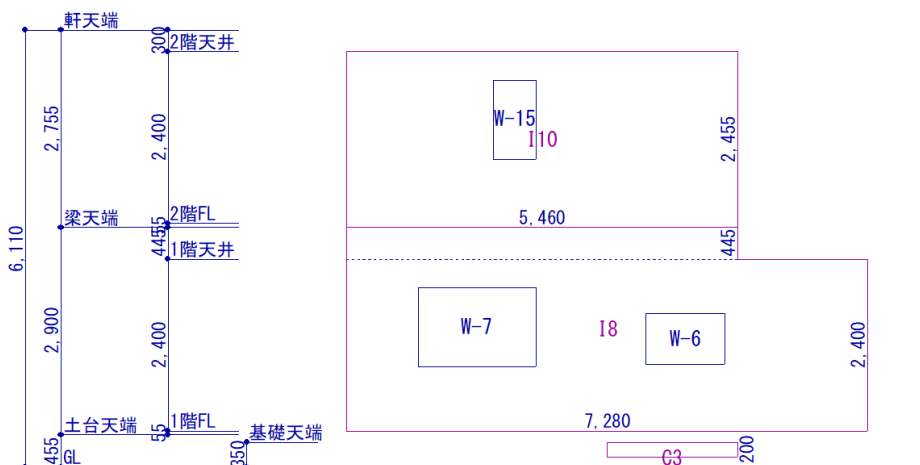 軒天端
300
2階天井
2,755
2,400
W-15
I10
2,455
2階FL
梁天端
55
5,460
6,110
445
1階天井
445
2,900
2,400
W-7
I8
W-6
2,400
1階FL
土台天端
55
7,280
基礎天端
455
GL
350
C3
200